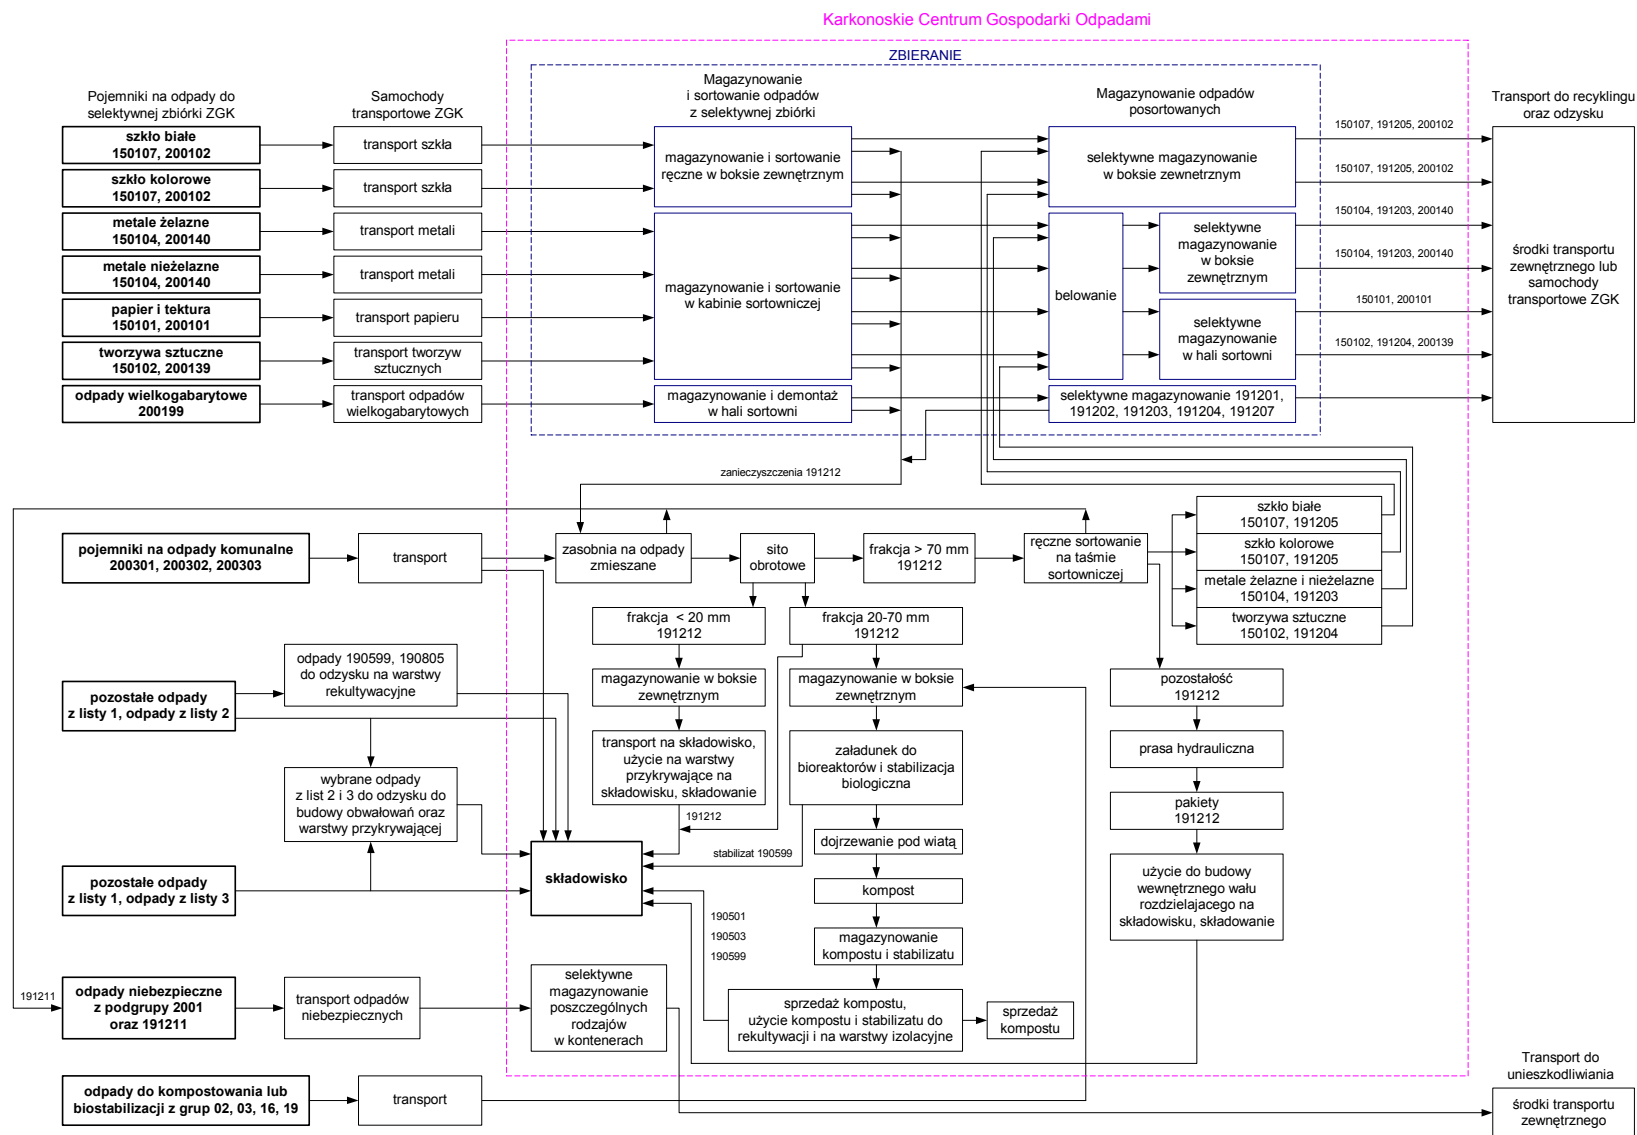 Karkonoskie Centrum Gospodarki Odpadami
ZBIERANIE
Pojemniki na odpady do
selektywnej zbiórki ZGK
Samochody
transportowe ZGK
Magazynowanie
i sortowanie odpadów
z selektywnej zbiórki
Magazynowanie odpadów
posortowanych
Transport do recyklingu
oraz odzysku
szkło białe
150107, 200102
transport szkła
szkło kolorowe
150107, 200102
transport szkła
metale żelazne
150104, 200140
transport metali
metale nieżelazne
150104, 200140
transport metali
papier i tektura
150101, 200101
transport papieru
tworzywa sztuczne
150102, 200139
transport tworzyw
sztucznych
odpady wielkogabarytowe
200199
transport odpadów
wielkogabarytowych
magazynowanie i sortowanie
ręczne w boksie zewnętrznym
magazynowanie i sortowanie
w kabinie sortowniczej
magazynowanie i demontaż
w hali sortowni
selektywne magazynowanie
w boksie zewnetrznym
belowanie
selektywne
magazynowanie
w boksie
zewnętrznym
selektywne
magazynowanie
w hali sortowni
selektywne magazynowanie 191201,
191202, 191203, 191204, 191207
150107, 191205, 200102
150107, 191205, 200102
150104, 191203, 200140
150104, 191203, 200140
150101, 200101
150102, 191204, 200139
środki transportu
zewnętrznego lub
samochody
transportowe ZGK
zanieczyszczenia 191212
pojemniki na odpady komunalne
200301, 200302, 200303
transport
zasobnia na odpady
zmieszane
sito
obrotowe
frakcja > 70 mm
191212
ręczne sortowanie
na taśmie
sortowniczej
szkło białe
150107, 191205
szkło kolorowe
150107, 191205
metale żelazne i nieżelazne
150104, 191203
tworzywa sztuczne
150102, 191204
frakcja < 20 mm
191212
frakcja 20-70 mm
191212
odpady 190599, 190805
do odzysku na warstwy
rekultywacyjne
pozostałe odpady
z listy 1, odpady z listy 2
magazynowanie w boksie
zewnętrznym
magazynowanie w boksie
zewnętrznym
pozostałość
191212
transport na składowisko,
użycie na warstwy
przykrywające na
składowisku, składowanie
załadunek do
bioreaktorów i stabilizacja
biologiczna
prasa hydrauliczna
wybrane odpady
z list 2 i 3 do odzysku do
budowy obwałowań oraz
warstwy przykrywającej
pakiety
191212
191212
dojrzewanie pod wiatą
stabilizat 190599
składowisko
pozostałe odpady
z listy 1, odpady z listy 3
kompost
użycie do budowy
wewnętrznego wału
rozdzielajacego na
składowisku, składowanie
190501
190503
190599
magazynowanie
kompostu i stabilizatu
191211
odpady niebezpieczne
z podgrupy 2001
oraz 191211
transport odpadów
niebezpiecznych
selektywne
magazynowanie
poszczególnych
rodzajów
w kontenerach
sprzedaż kompostu,
użycie kompostu i stabilizatu do
rekultywacji i na warstwy izolacyjne
sprzedaż
kompostu
Transport do
unieszkodliwiania
odpady do kompostowania lub
biostabilizacji z grup 02, 03, 16, 19
transport
środki transportu
zewnętrznego